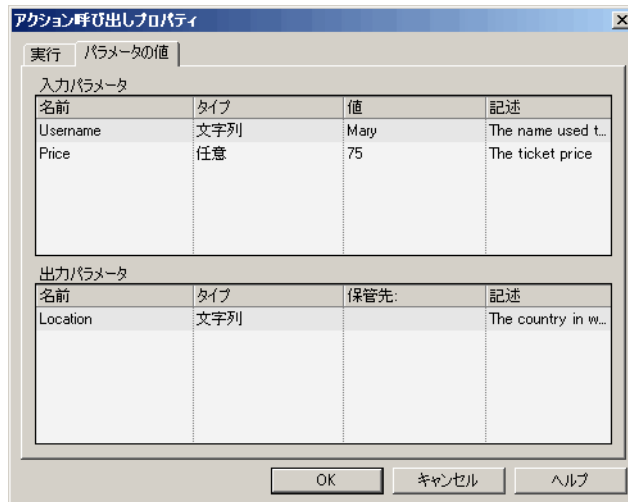 アクション呼び出しプロパティ
実行 パラメータの値
入力パラメータ
名前 タイプ 値 記述
Username 文字列 Mary The name used t...
Price 任意 75 The ticket price
出力パラメータ
名前 タイプ 保管先: 記述
Location 文字列 The country in w...
OK キャンセル ヘルプ